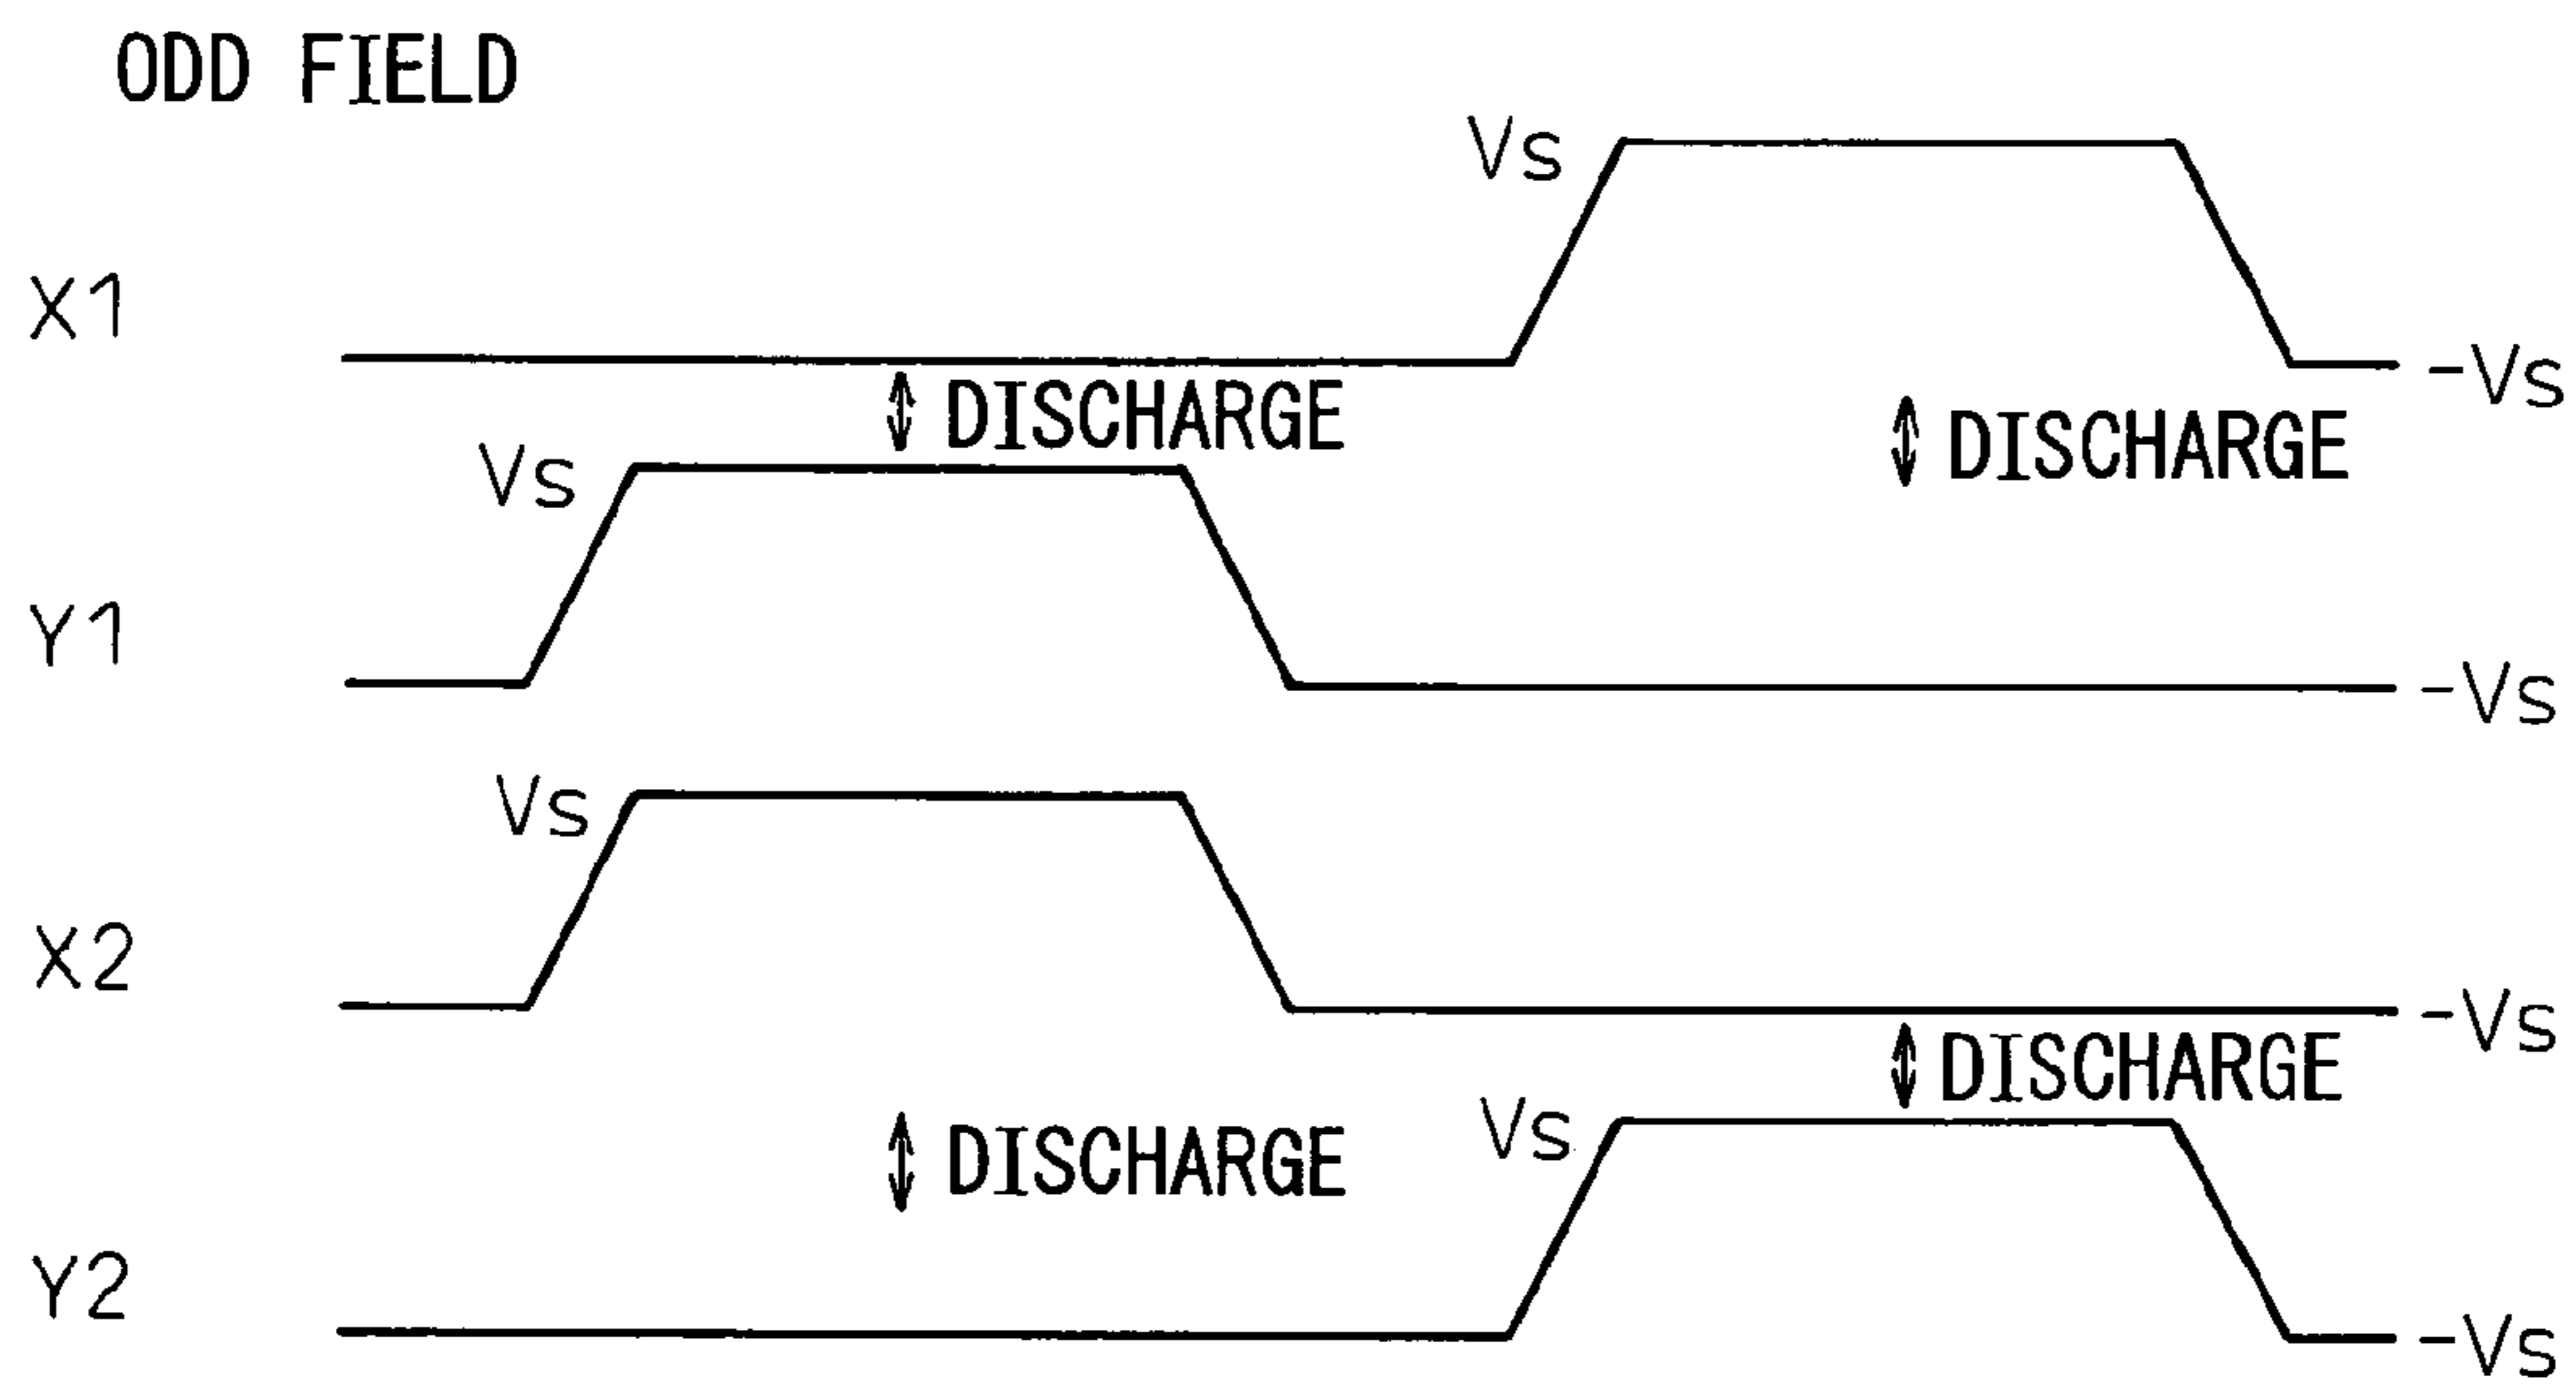 ODD FIELD
Vs
X1
-Vs
DISCHARGE
DISCHARGE
Vs
Y1
-Vs
Vs
X2
-Vs
DISCHARGE
Vs
DISCHARGE
Y2
-Vs